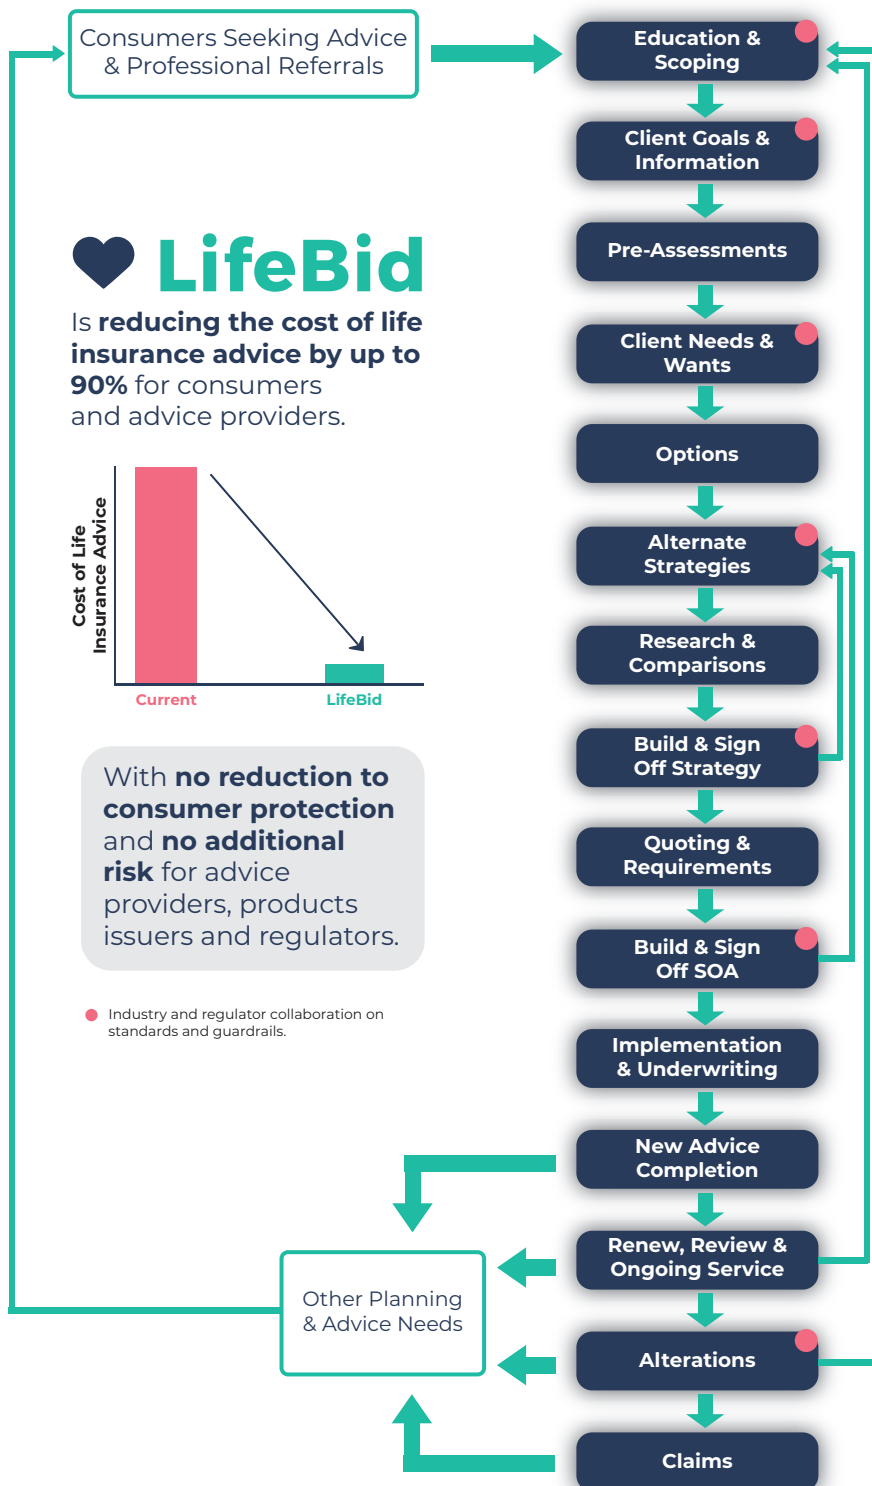 Consumers Seeking Advice
& Professional Referrals
LifeBid
Is reducing the cost of life
insurance advice by up to
90% for consumers
and advice providers.
Cost of Life
Insurance Advice
Current
LifeBid
With no reduction to
consumer protection
and no additional
risk for advice
providers, products
issuers and regulators.
Industry and regulator collaboration on
standards and guardrails.
Education &
Scoping
Client Goals &
Information
Pre-Assessments
Client Needs &
Wants
Options
Alternate
Strategies
Research &
Comparisons
Build & Sign
Off Strategy
Quoting &
Requirements
Build & Sign
Off SOA
Implementation
& Underwriting
New Advice
Completion
Renew, Review &
Ongoing Service
Alterations
Claims
Other Planning
& Advice Needs